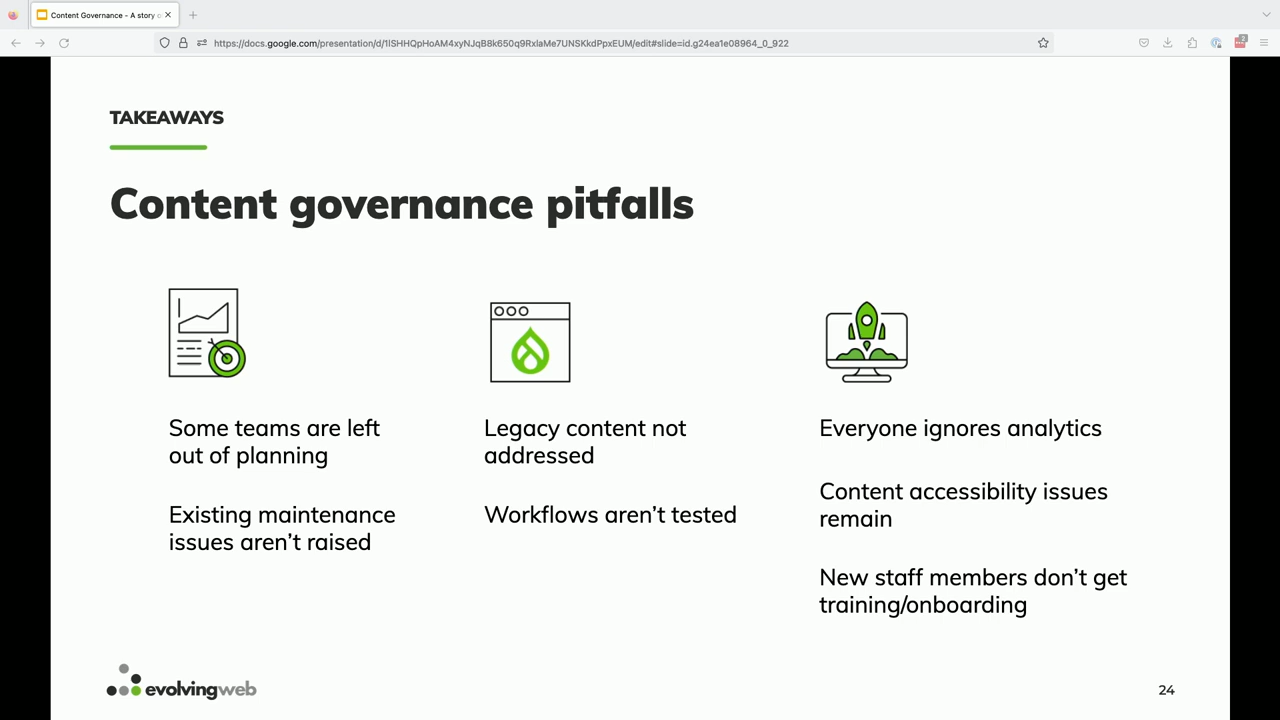 Content Governance - A story o
https://docs.google.com/presentation/d/1ISHHQpHoAM4xyNJqB8k650q9RxlaMe7UNSKkdPpxEUM/edit#slide=id.g24ea1e08964_0_922
TAKEAWAYS
Content governance pitfalls
Some teams are left
out of planning
Existing maintenance
issues aren't raised
Legacy content not
addressed
Workflows aren't tested
Everyone ignores analytics
Content accessibility issues
remain
New staff members don't get
training/onboarding
evolvingweb
24